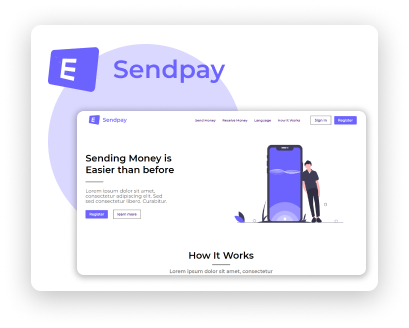 E Sendpay
E Sendpay
Send Money Receive Money Language How It Works Sign in Register
Sending Money is
Easier than before
Lorem ipsum dolor sit amet,
consectetur adipiscing elit. Sed
sed consectetur libero. Curabitur.
Register learn more
How It Works
Lorem ipsum dolor sit amet, consectetur